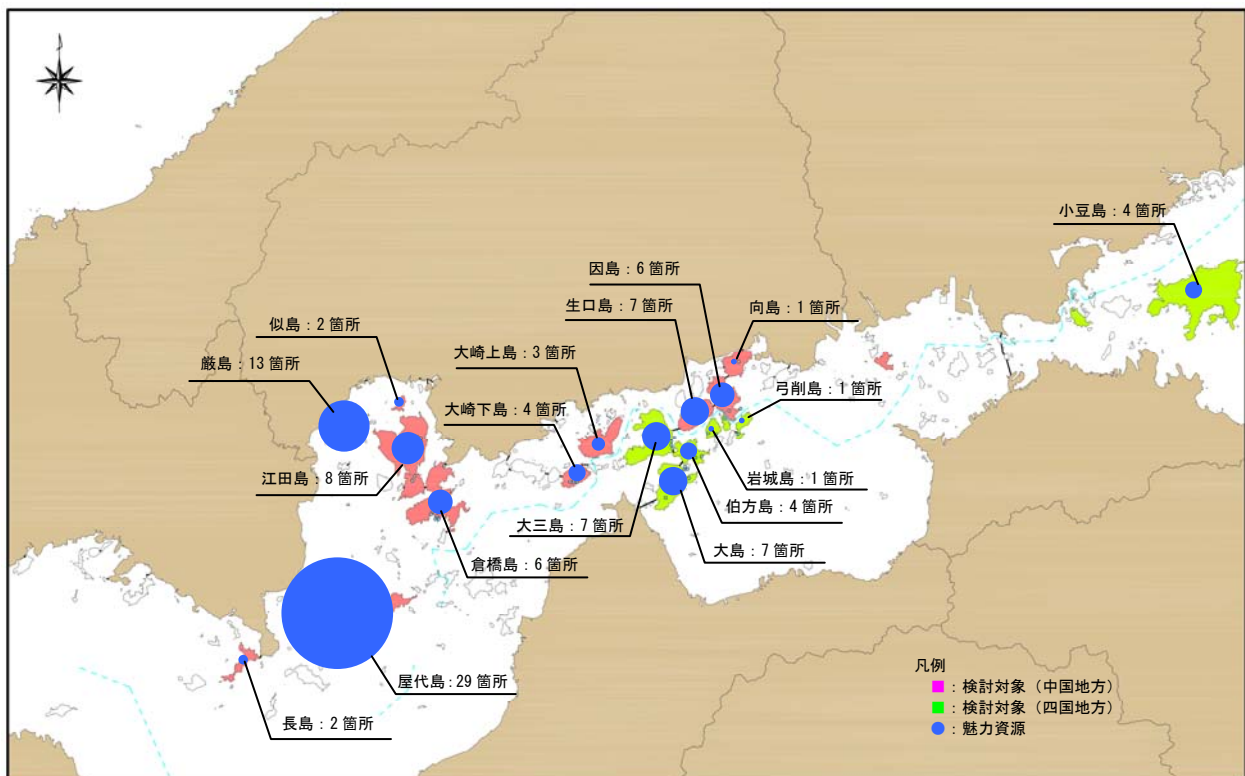 小豆島：4 箇所
因島：6 箇所
生口島：7 箇所
向島：1 箇所
似島：2 箇所
大崎上島：3 箇所
厳島：13 箇所
弓削島：1 箇所
大崎下島：4 箇所
江田島：8 箇所
岩城島：1 箇所
伯方島：4 箇所
大三島：7 箇所
大島：7 箇所
倉橋島：6 箇所
屋代島：29 箇所
長島：2 箇所
凡例
：検討対象（中国地方）
：検討対象（四国地方）
：魅力資源